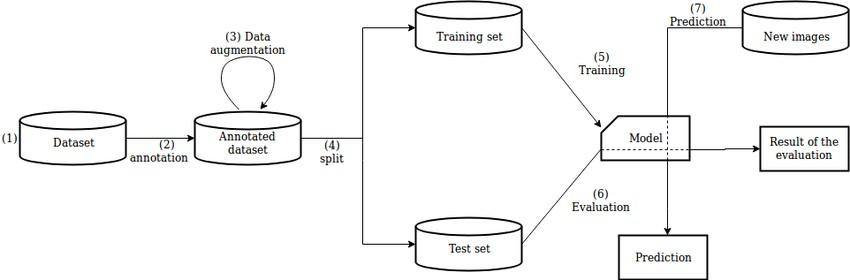 (1)
Dataset
(2)
annotation
(3) Data
augmentation
Annotated
dataset
(4)
split
Training set
Test set
(5)
Training
(6)
Evaluation
Model
(7)
Prediction
New images
Result of the
evaluation
Prediction